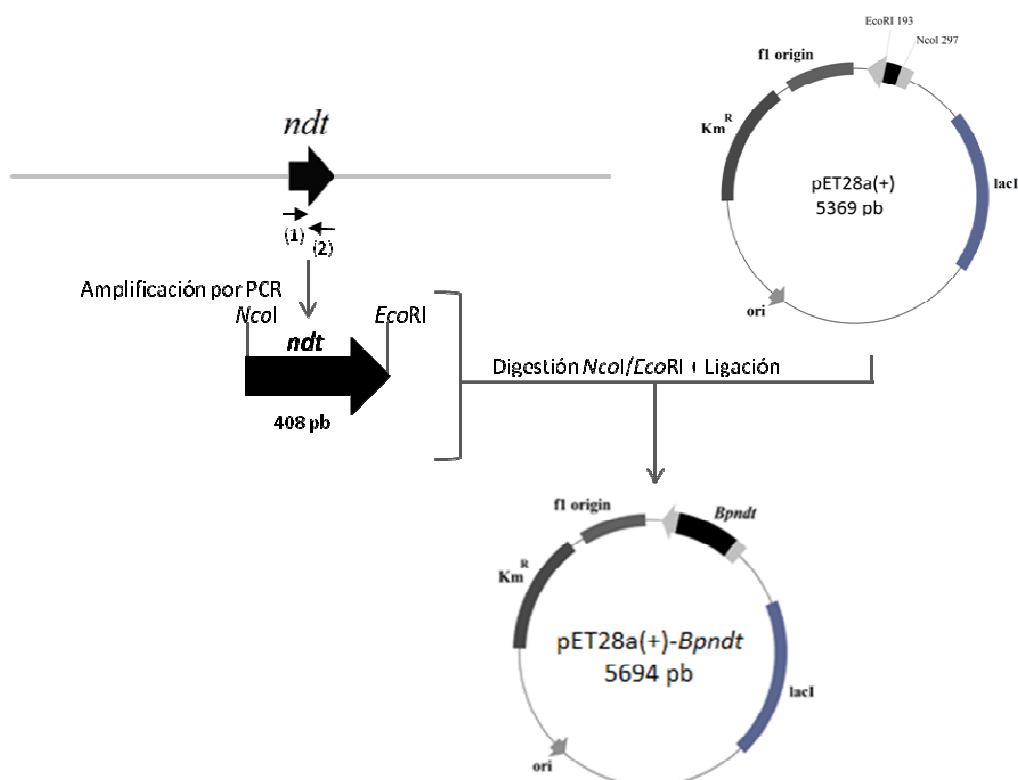 EcoRI 193
NcoI 297
f1 origin
Km R
pET28a(+)
5369 pb
lacI
ori
ndt
(1)
(2)
Amplificación por PCR
NcoI
EcoRI
ndt
408 pb
Digestión NcoI/EcoRI + Ligación
f1 origin
Bpndt
Km R
pET28a(+)-Bpndt
5694 pb
lacI
ori